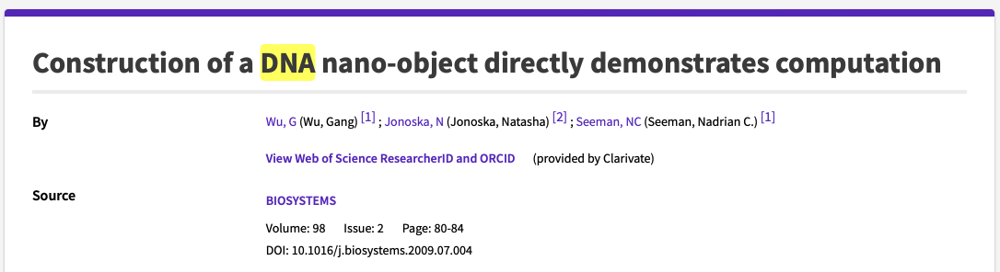 Construction of a DNA nano-object directly demonstrates computation
By
Wu, G (Wu, Gang) [1] ; Jonoska, N (Jonoska, Natasha) [2] ; Seeman, NC (Seeman, Nadrian C.) [1]
View Web of Science ResearcherID and ORCID (provided by Clarivate)
Source
BIOSYSTEMS
Volume: 98 Issue: 2 Page: 80-84
DOI: 10.1016/j.biosystems.2009.07.004